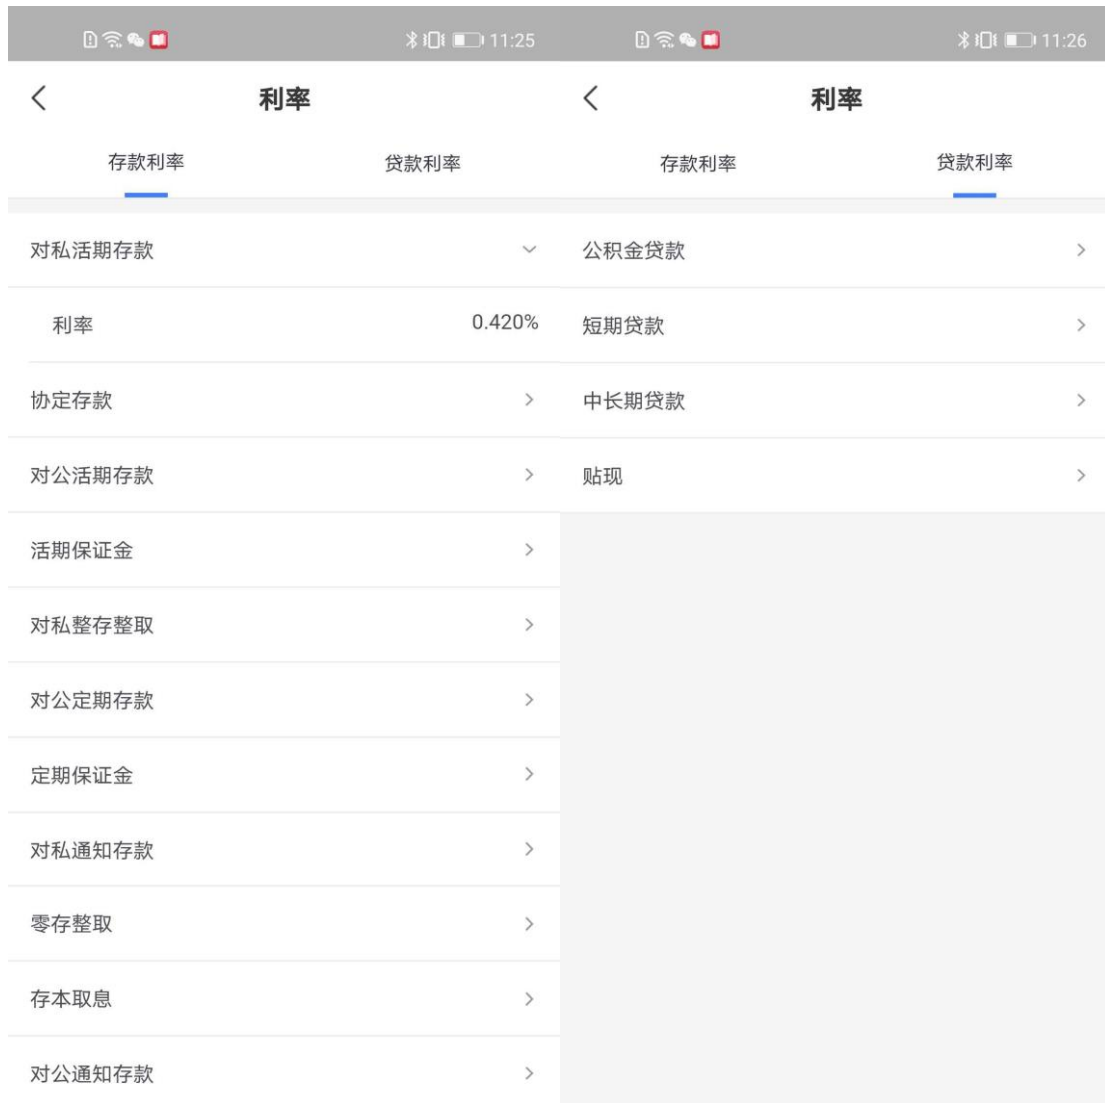 11:25
利率
存款利率
贷款利率
对私活期存款
利率
0.420%
协定存款
对公活期存款
活期保证金
对私整存整取
对公定期存款
定期保证金
对私通知存款
零存整取
存本取息
对公通知存款
11:26
利率
存款利率
贷款利率
公积金贷款
短期贷款
中长期贷款
贴现